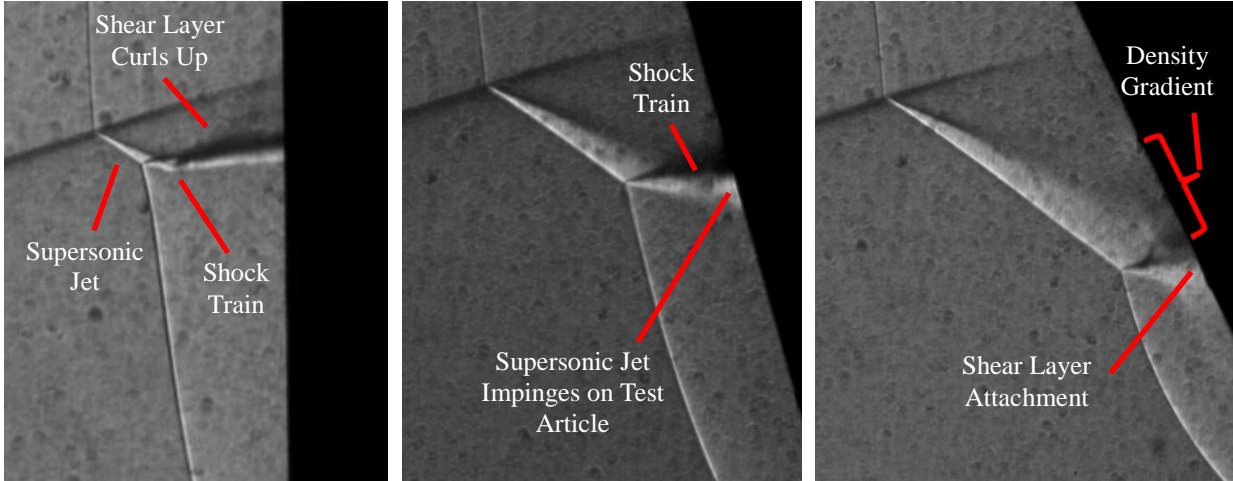 Shear Layer
Curls Up
Supersonic
Jet
Shock
Train
Shock
Train
Supersonic Jet
Impinges on Test
Article
Density
Gradient
Shear Layer
Attachment